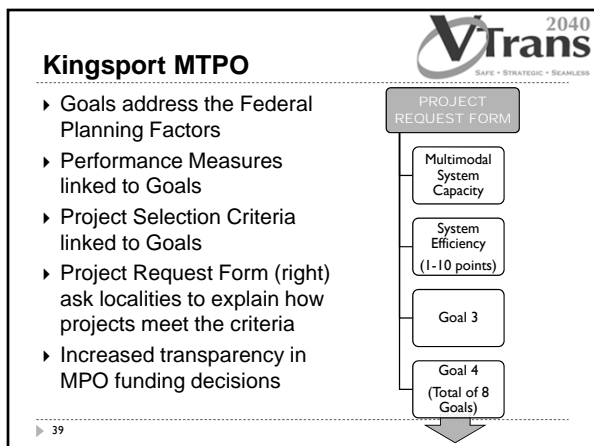 2040
VTrans
SAFE • STRATEGIC • SEAMLESS
Kingsport MTPO
Goals address the Federal
Planning Factors
Performance Measures
linked to Goals
Project Selection Criteria
linked to Goals
Project Request Form (right)
ask localities to explain how
projects meet the criteria
Increased transparency in
MPO funding decisions
PROJECT
REQUEST FORM
Multimodal
System
Capacity
System
Efficiency
(1-10 points)
Goal 3
Goal 4
(Total of 8
Goals)
39